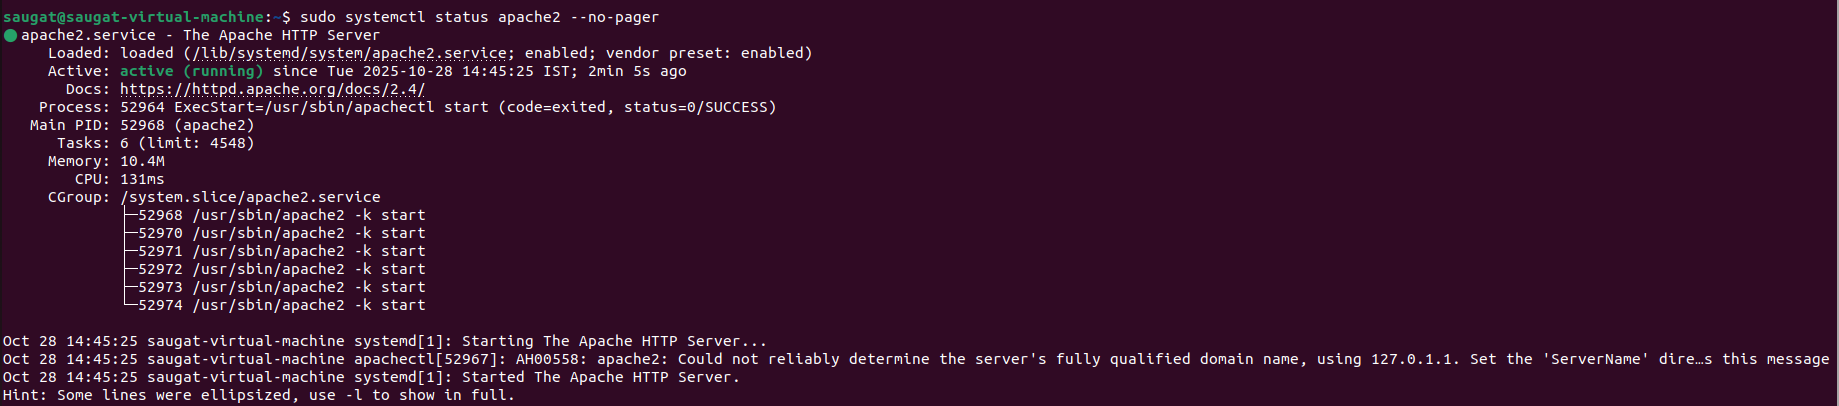 saugat@saugat-virtual-machine:~$ sudo systemctl status apache2 --no-pager
● apache2.service - The Apache HTTP Server
     Loaded: loaded (/lib/systemd/system/apache2.service; enabled; vendor preset: enabled)
     Active: active (running) since Tue 2025-10-28 14:45:25 IST; 2min 5s ago
       Docs: https://httpd.apache.org/docs/2.4/
    Process: 52964 ExecStart=/usr/sbin/apachectl start (code=exited, status=0/SUCCESS)
   Main PID: 52968 (apache2)
      Tasks: 6 (limit: 4548)
     Memory: 10.4M
        CPU: 131ms
     CGroup: /system.slice/apache2.service
             ├─52968 /usr/sbin/apache2 -k start
             ├─52970 /usr/sbin/apache2 -k start
             ├─52971 /usr/sbin/apache2 -k start
             ├─52972 /usr/sbin/apache2 -k start
             ├─52973 /usr/sbin/apache2 -k start
             └─52974 /usr/sbin/apache2 -k start

Oct 28 14:45:25 saugat-virtual-machine systemd[1]: Starting The Apache HTTP Server...
Oct 28 14:45:25 saugat-virtual-machine apachectl[52967]: AH00558: apache2: Could not reliably determine the server's fully qualified domain name, using 127.0.1.1. Set the 'ServerName' dire…s this message
Oct 28 14:45:25 saugat-virtual-machine systemd[1]: Started The Apache HTTP Server.
Hint: Some lines were ellipsized, use -l to show in full.